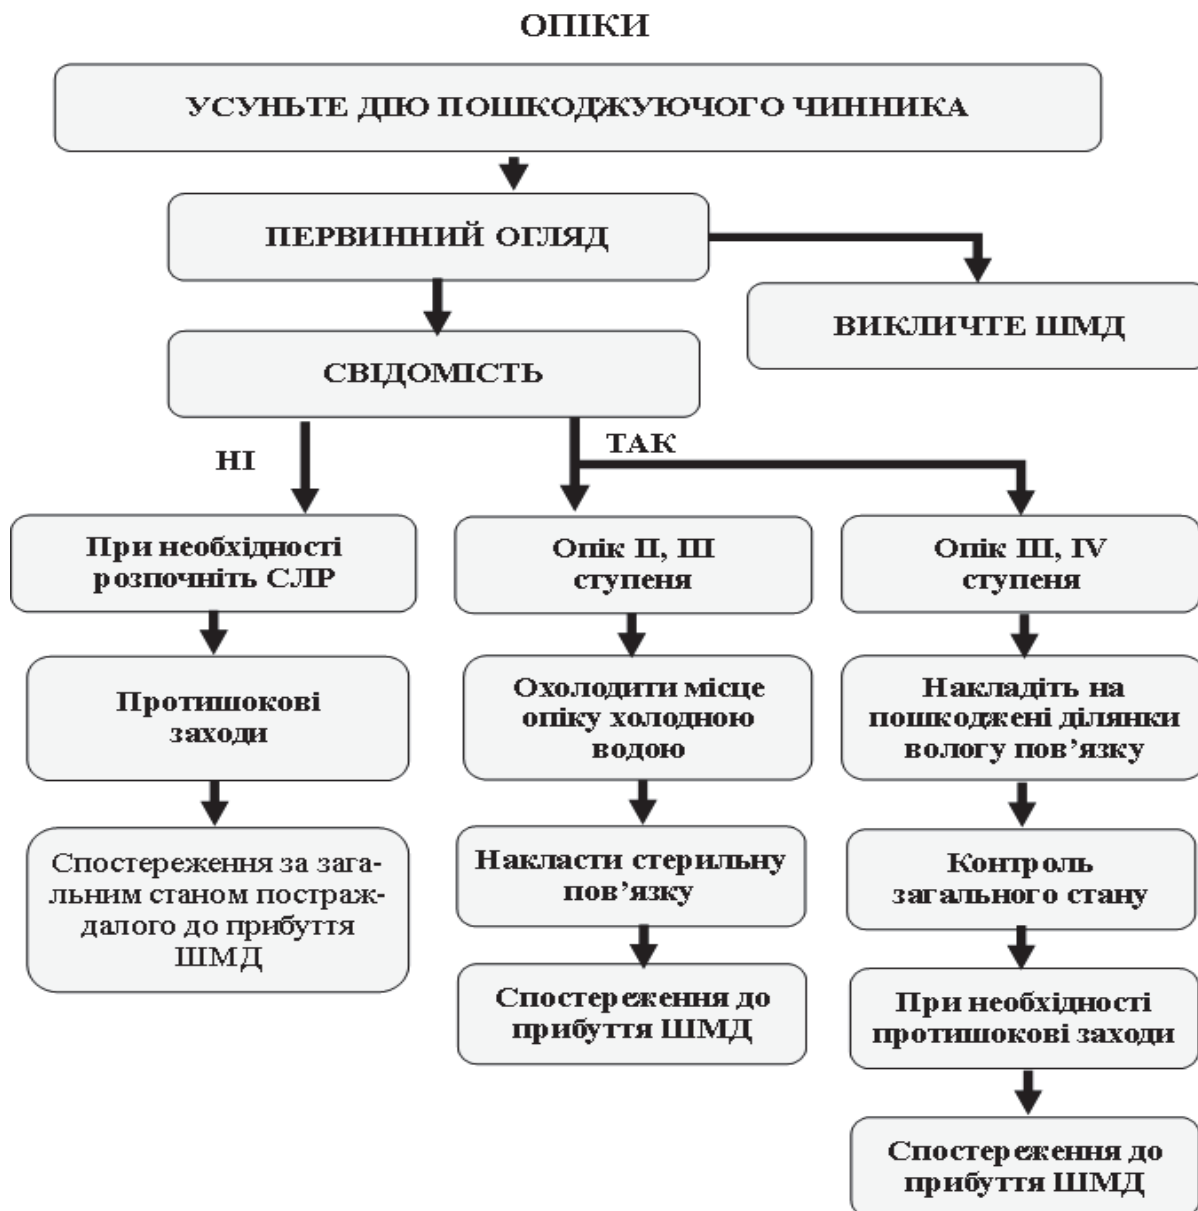 ОПІКИ
УСУНЬТЕ ДІЮ ПОШКОДЖУЮЧОГО ЧИННИКА
ПЕРВИННИЙ ОГЛЯД
ВИКЛИЧТЕ ШМД
СВІДОМІСТЬ
НІ
ТАК
При необхідності
розпочніть СЛР
Протишокові
заходи
Спостереження за зага-
льним станом постраж-
далого до прибуття
ШМД
Опік II, III
ступеня
Охолодити місце
опіку холодною
водою
Накласти стерильну
пов’язку
Спостереження до
прибуття ШМД
Опік III, IV
ступеня
Накладіть на
пошкоджені ділянки
вологу пов’язку
Контроль
загального стану
При необхідності
протишокові заходи
Спостереження до
прибуття ШМД